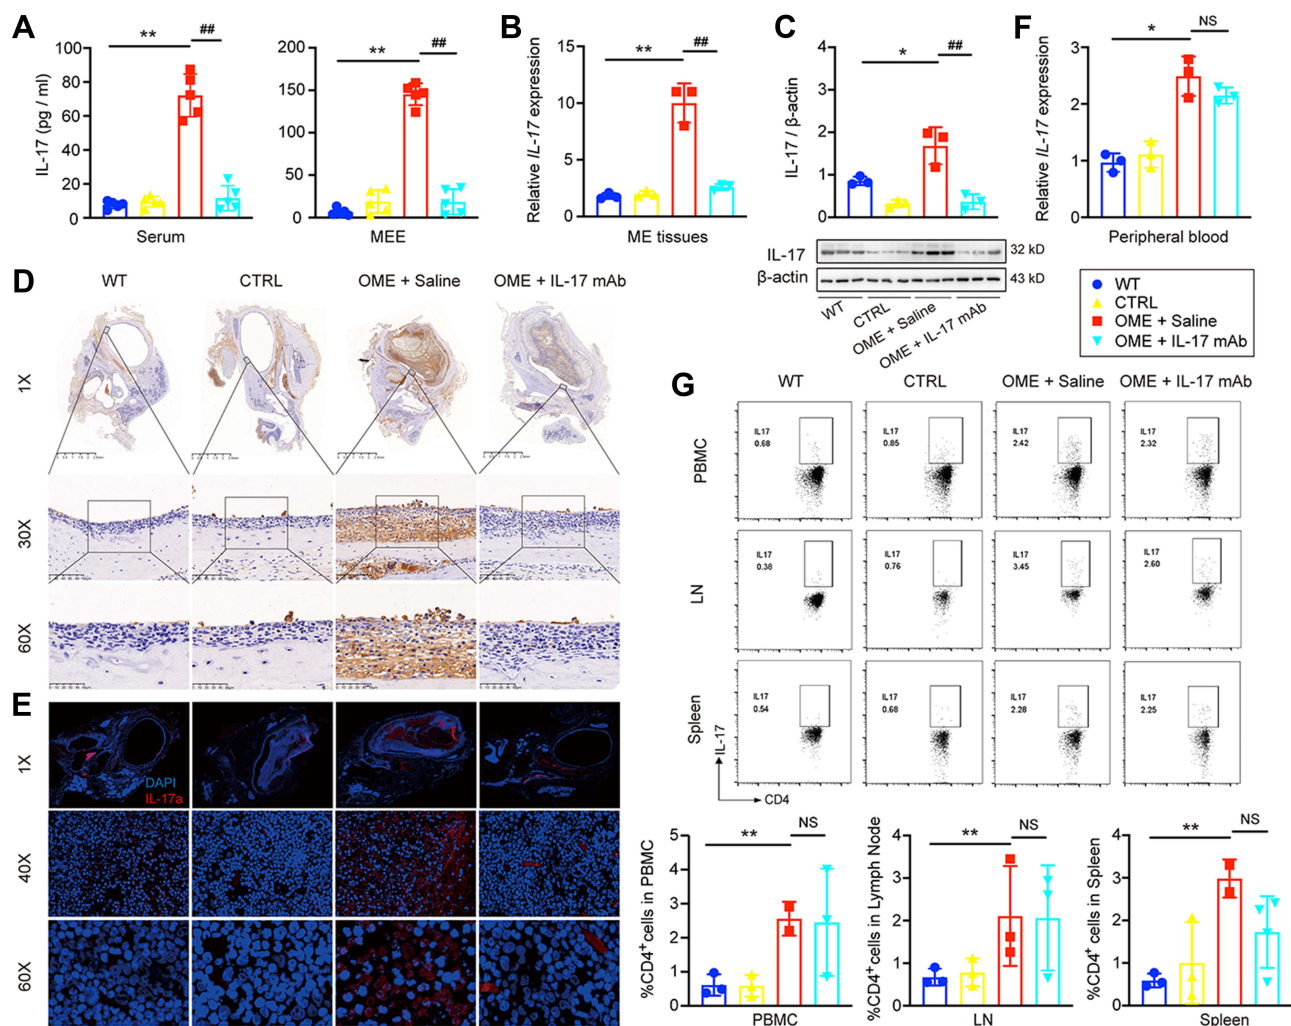 A
** ##
100
80
60
40
20
0
IL-17 (pg / ml)
Serum
** ##
200
150
100
50
0
MEE
B
** ##
15
10
5
0
Relative IL-17 expression
ME tissues
C
* ##
4
3
2
1
0
IL-17 / β-actin
IL-17
32 kD
β-actin
43 kD
WT
CTRL
OME + Saline
OME + IL-17 mAb
F
* NS
3
2
1
0
Relative IL-17 expression
Peripheral blood
WT
CTRL
OME + Saline
OME + IL-17 mAb
D
WT CTRL OME + Saline OME + IL-17 mAb
1X
30X
60X
E
1X
DAPI
IL-17a
40X
60X
G
WT CTRL OME + Saline OME + IL-17 mAb
PBMC
IL17
0.68
IL17
0.85
IL17
2.42
IL17
2.32
LN
IL17
0.38
IL17
0.76
IL17
3.45
IL17
2.60
Spleen
IL17
0.54
IL17
0.68
IL17
2.28
IL17
2.25
IL-17
CD4
** NS
5
4
3
2
1
0
%CD4+ cells in PBMC
PBMC
** NS
4
3
2
1
0
%CD4+ cells in Lymph Node
LN
** NS
4
3
2
1
0
%CD4+ cells in Spleen
Spleen